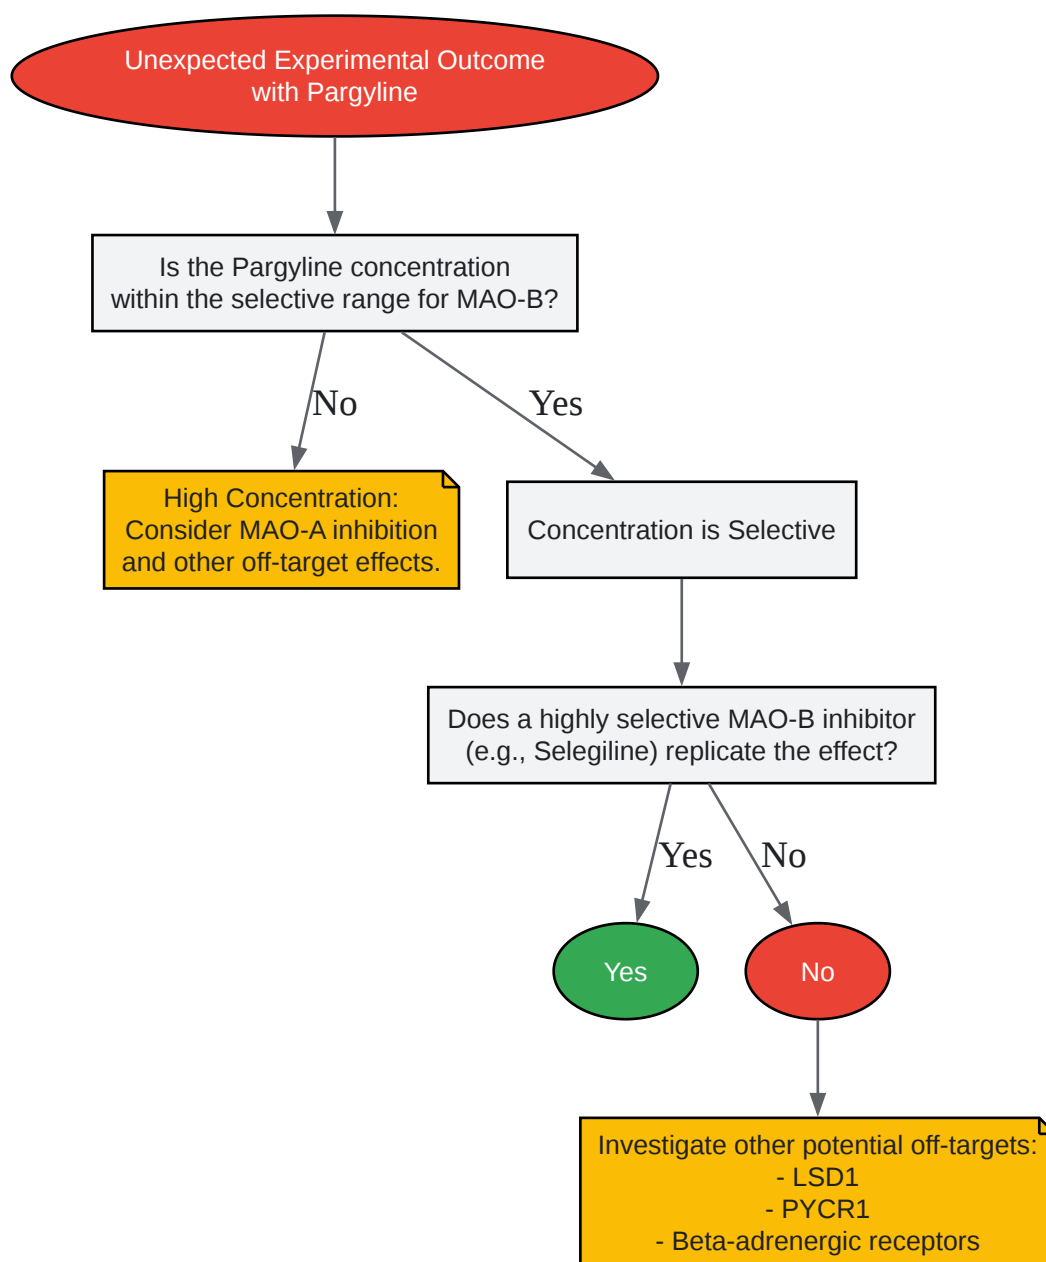 Unexpected Experimental Outcome
with Pargyline
Is the Pargyline concentration
within the selective range for MAO-B?
No
Yes
High Concentration:
Consider MAO-A inhibition
and other off-target effects.
Concentration is Selective
Does a highly selective MAO-B inhibitor
(e.g., Selegiline) replicate the effect?
Yes
No
Yes
No
Investigate other potential off-targets:
- LSD1
- PYCR1
- Beta-adrenergic receptors